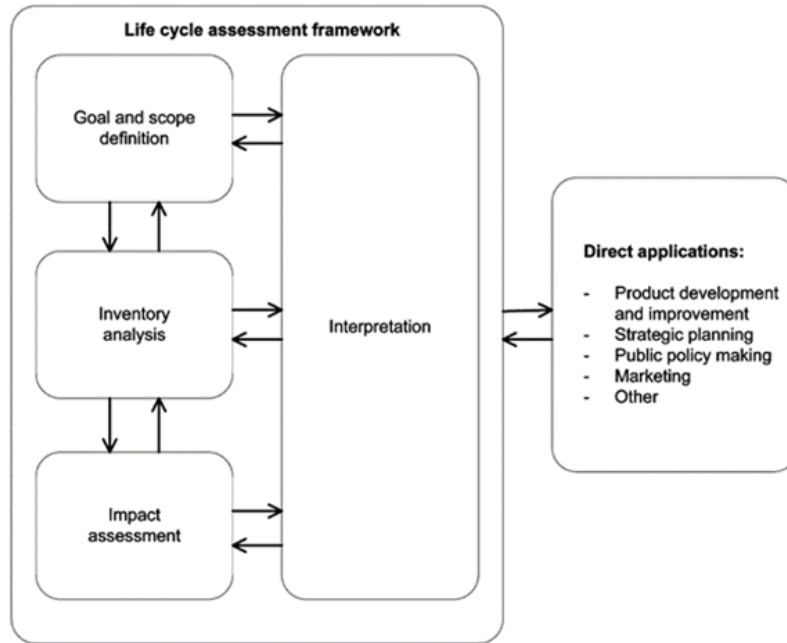 Life cycle assessment framework
Goal and scope
definition
Inventory
analysis
Impact
assessment
Interpretation
Direct applications:
- Product development
and improvement
- Strategic planning
- Public policy making
- Marketing
- Other